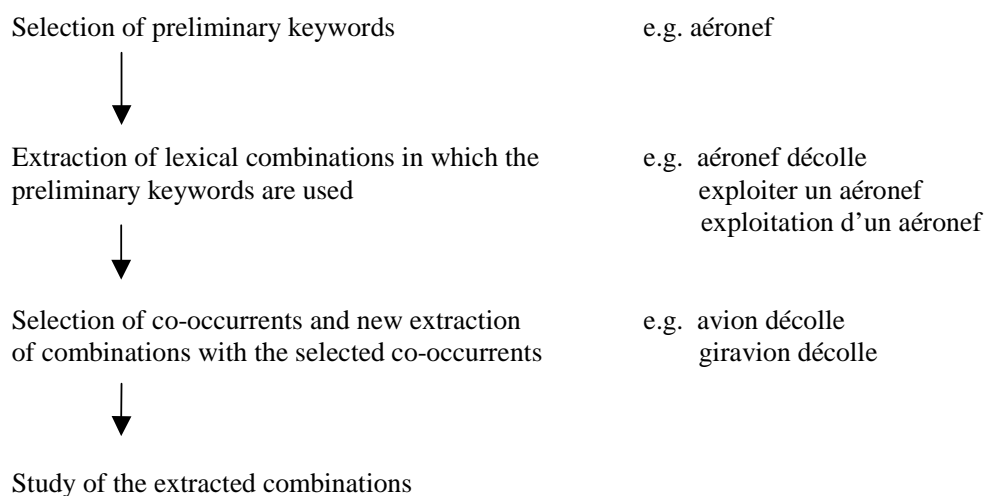 Selection of preliminary keywords e.g. aéronef
Extraction of lexical combinations in which the e.g. aéronef décolle
preliminary keywords are used exploiter un aéronef
exploitation d’un aéronef
Selection of co-occurrents and new extraction e.g. avion décolle
of combinations with the selected co-occurrents giravion décolle
Study of the extracted combinations